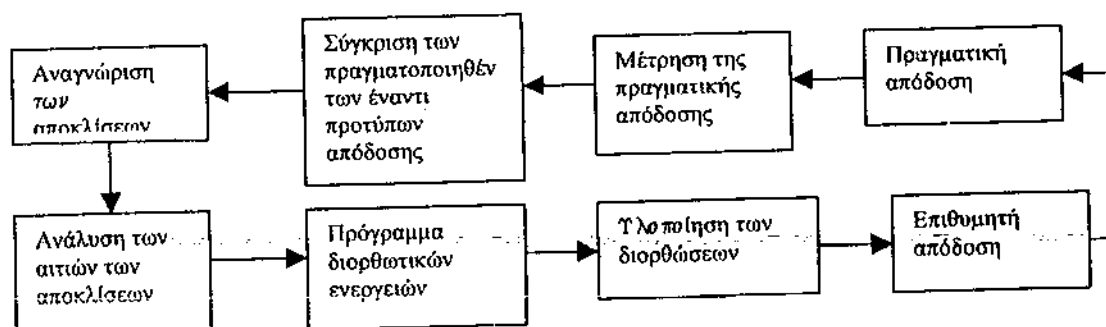 Αναγνώριση
των
αποκλίσεων
Σύγκριση των
πραγματοποιηθέν
των έναντι
προτύπων
απόδοσης
Μέτρηση της
πραγματικής
απόδοσης
Πραγματική
απόδοση
Ανάλυση των
αιτιών των
αποκλίσεων
Πρόγραμμα
διορθωτικών
ενεργειών
Υλοποίηση των
διορθώσεων
Επιθυμητή
απόδοση